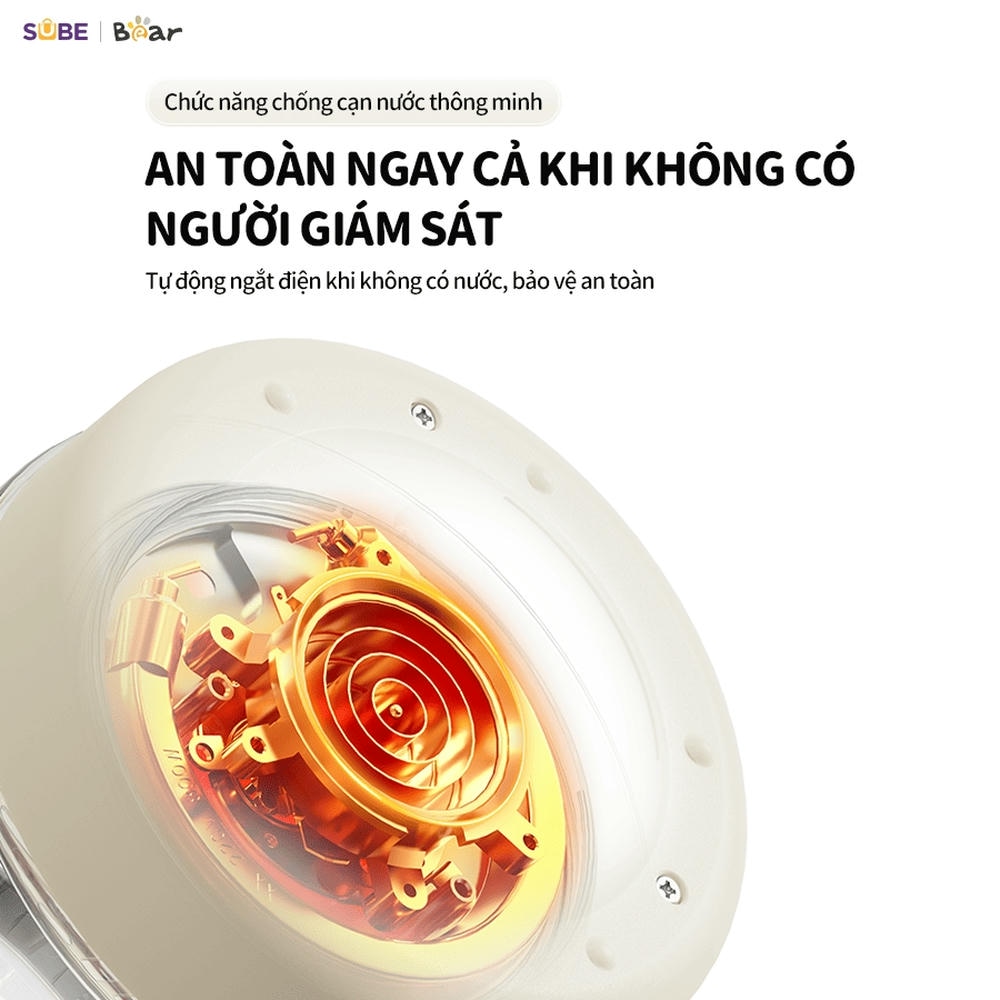 SUBE | Bear
Chức năng chống cạn nước thông minh
AN TOÀN NGAY CẢ KHI KHÔNG CÓ
NGƯỜI GIÁM SÁT
Tự động ngắt điện khi không có nước, bảo vệ an toàn